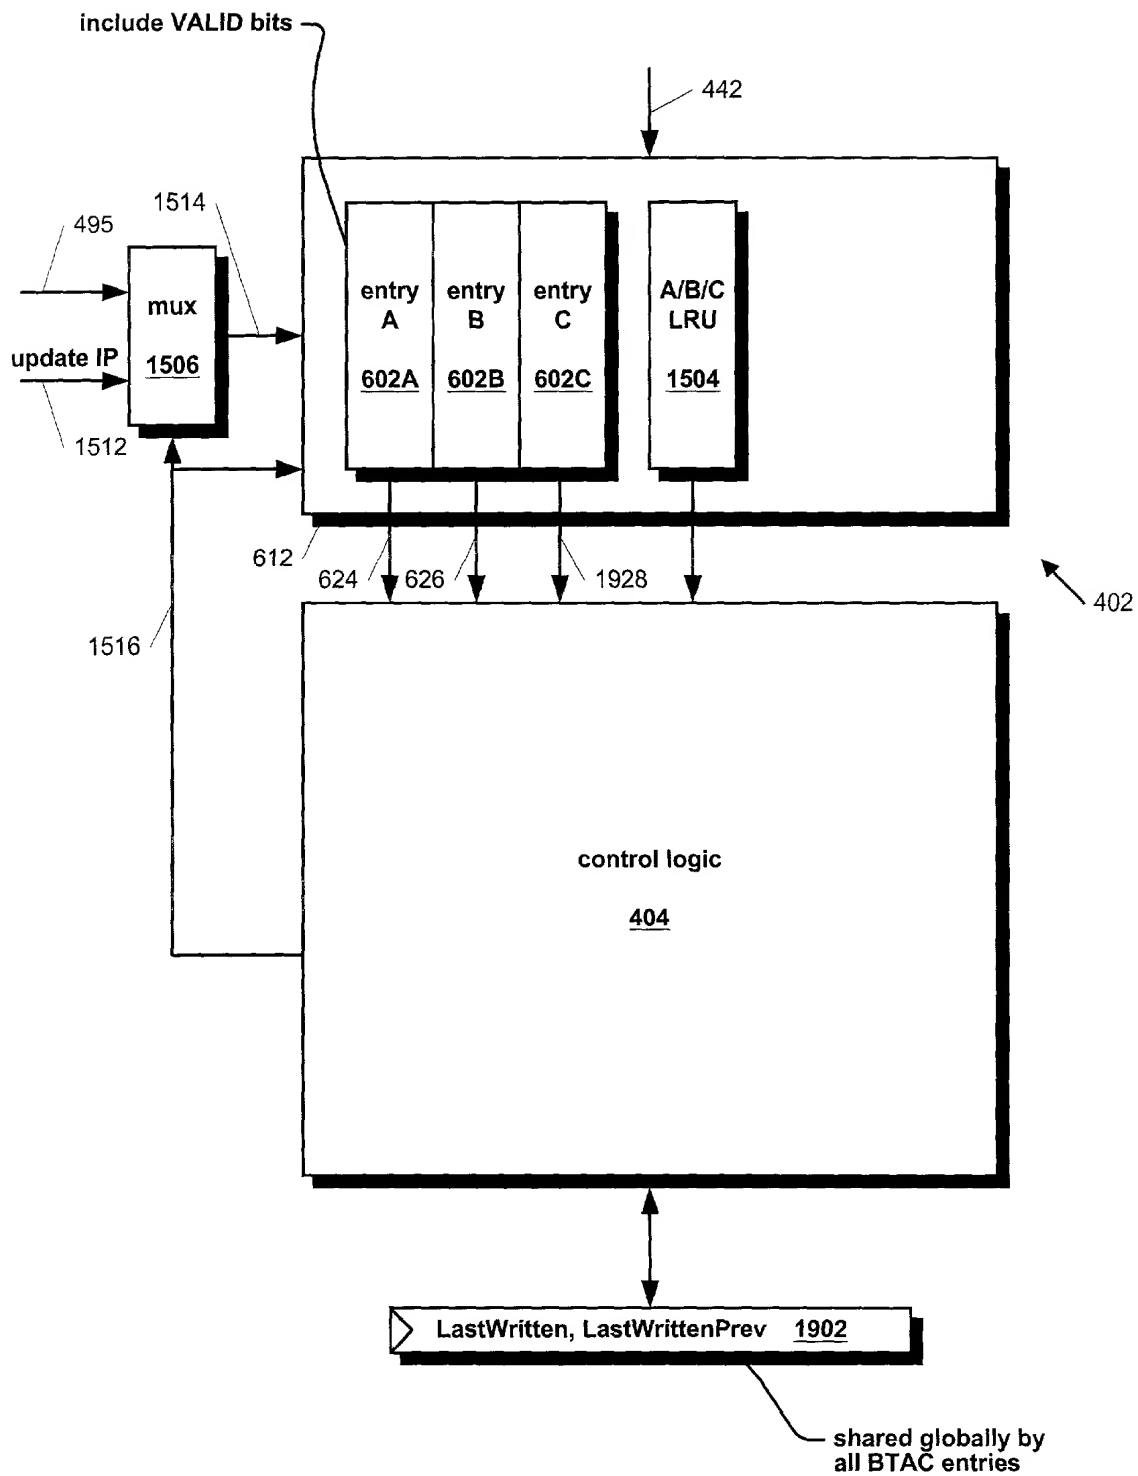 include VALID bits
442
1514
495
mux
1506
update IP
1512
entry A
602A
entry B
602B
entry C
602C
A/B/C LRU
1504
612
624
626
1928
402
1516
control logic
404
LastWritten, LastWrittenPrev 1902
shared globally by
all BTAC entries